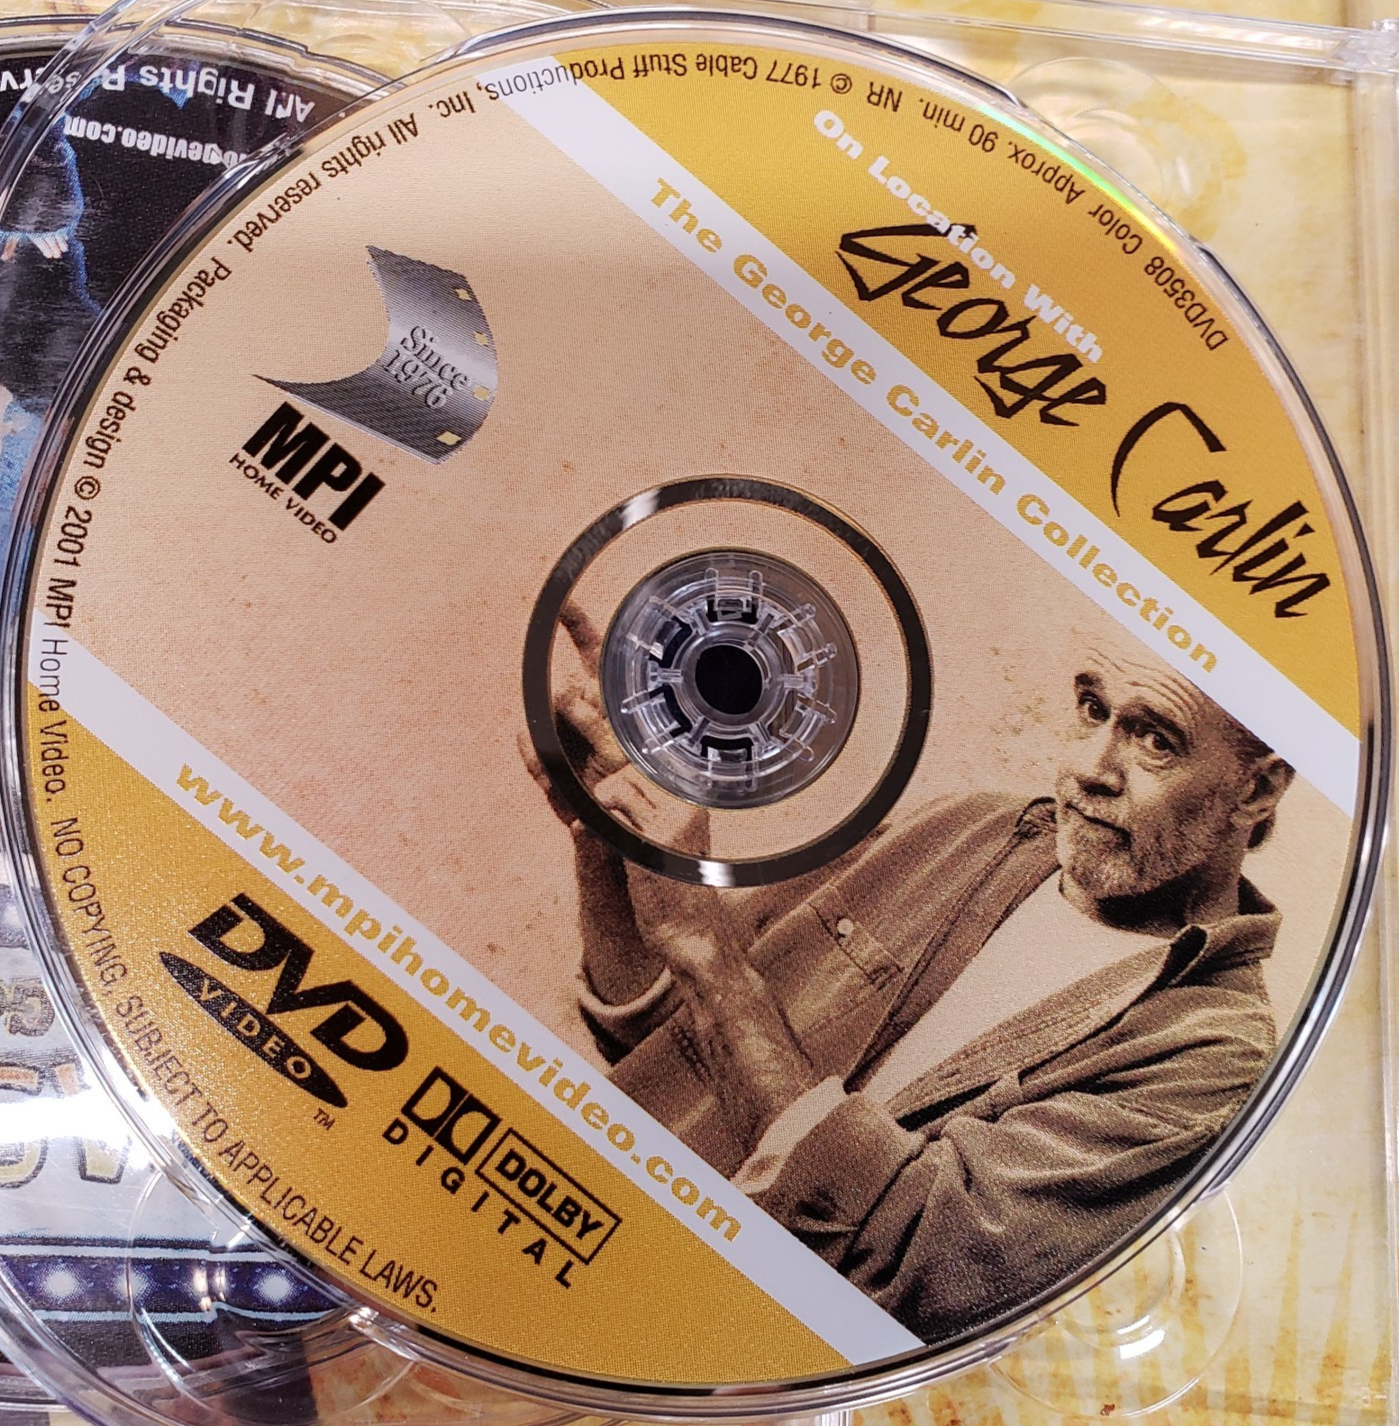 On Location With
George Carlin
The George Carlin Collection
Since
1976
MPI
HOME VIDEO
www.mpihomevideo.com
DVD
VIDEO
TM
DOLBY
DIGITAL
DVD3508 Color Approx. 90 min. NR © 1977 Cable Stuff Productions, Inc. All rights reserved. Packaging & design © 2001 MPI Home Video. NO COPYING, SUBJECT TO APPLICABLE LAWS.
All Rights